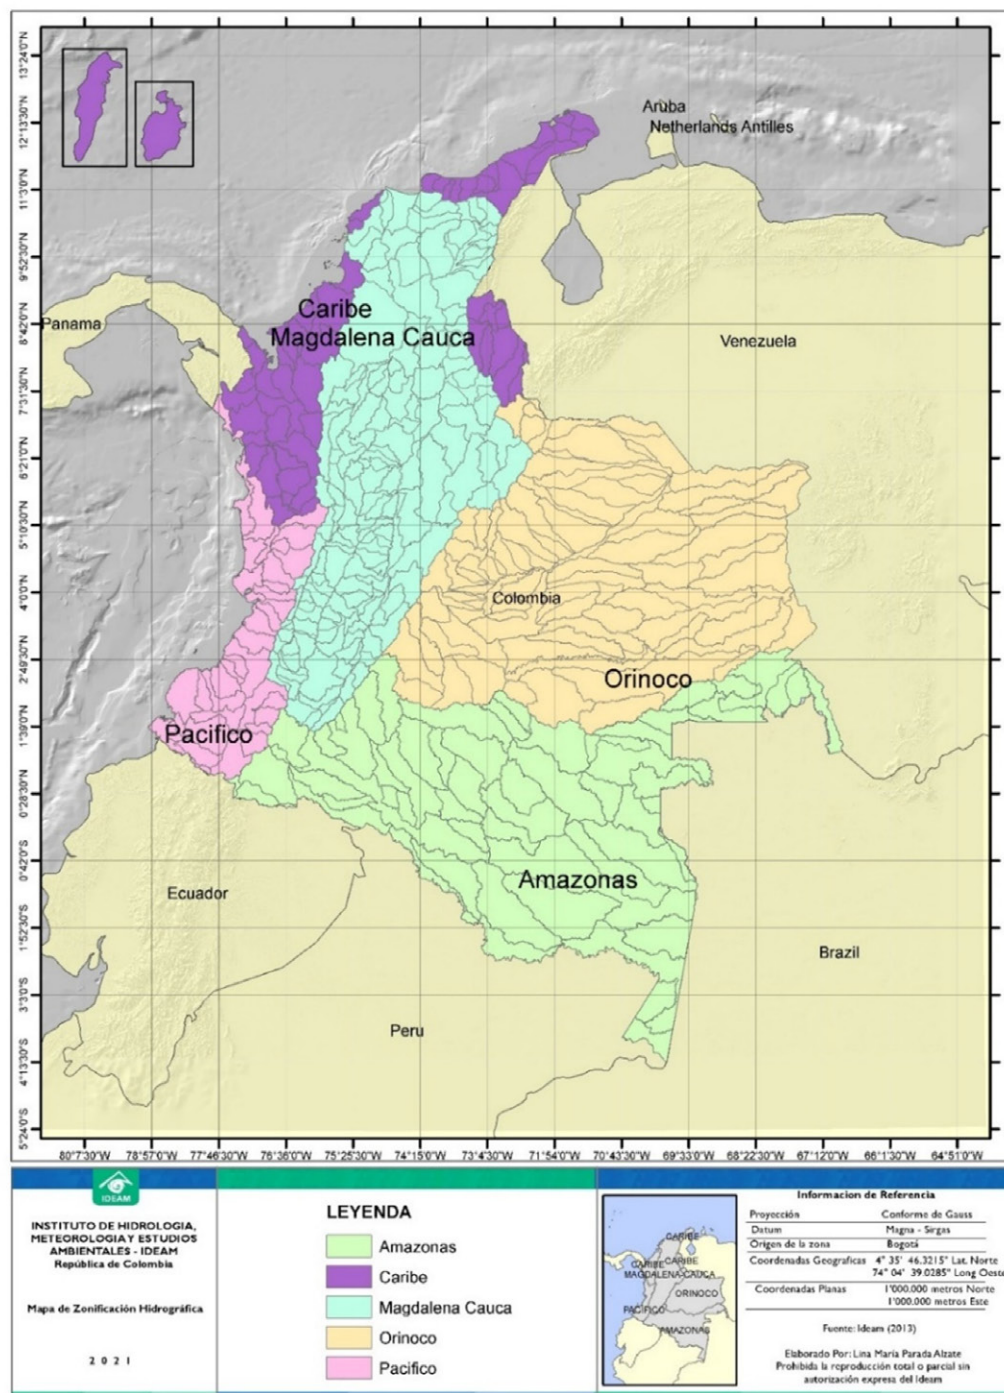 Aruba
Netherlands Antilles
Caribe
Magdalena Cauca
Panama
Venezuela
Colombia
Orinoco
Pacifico
Amazonas
Ecuador
Brazil
Peru
13°24'0"N
12°13'30"N
11°3'0"N
9°52'0"N
8°42'0"N
7°31'30"N
6°21'0"N
5°10'0"N
4°0'0"N
2°49'30"N
1°39'0"N
0°28'30"N
0°42'0"S
1°52'30"S
3°3'0"S
4°13'30"S
5°24'0"S
80°7'30"W 78°57'0"W 77°46'30"W 76°36'0"W 75°25'30"W 74°15'0"W 73°4'30"W 71°54'0"W 70°43'30"W 69°33'0"W 68°22'30"W 67°12'0"W 66°1'30"W 64°51'0"W
IDEAM
INSTITUTO DE HIDROLOGIA,
METEOROLOGIA Y ESTUDIOS
AMBIENTALES - IDEAM
República de Colombia
Mapa de Zonificación Hidrográfica
2 0 2 1
LEYENDA
Amazonas
Caribe
Magdalena Cauca
Orinoco
Pacifico
CARIBE
CARIBE
CARIBE
MAGDALENA-CAUCA
ORINOCO
PACIFICO
AMAZONAS
Informacion de Referencia
Proyección Conforme de Gauss
Datum Magna - Sirgas
Origen de la zona Bogotá
Coordenadas Geograficas 4° 35' 46.3215" Lat. Norte
74° 04' 39.0285" Long Oeste
Coordenadas Planas 1'000.000 metros Norte
1'000.000 metros Este
Fuente: Ideam (2013)
Elaborado Por: Lina María Parada Alzate
Prohibida la reproducción total o parcial sin
autorización expresa del Ideam